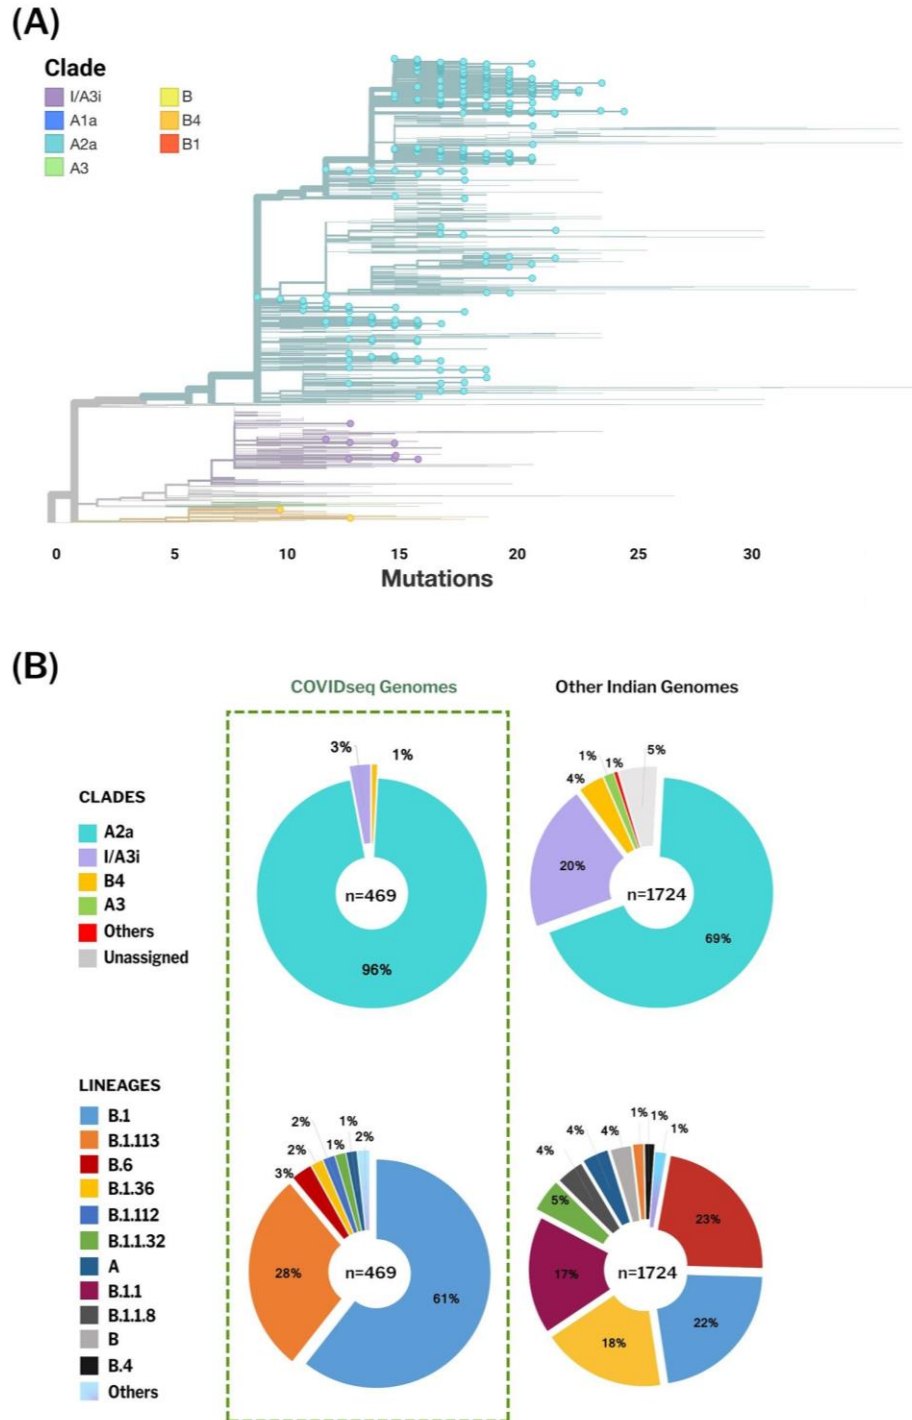 (A)
Clade
I/A3i B
A1a B4
A2a B1
A3
0 5 10 15 20 25 30
Mutations
(B)
COVIDseq Genomes Other Indian Genomes
3% 1% 1% 1% 5%
4%
CLADES
A2a
I/A3i
B4
A3
Others
Unassigned
n=469
96%
20%
n=1724
69%
LINEAGES
B.1
B.1.113
B.6
B.1.36
B.1.112
B.1.1.32
A
B.1.1
B.1.1.8
B
B.4
Others
2% 1%
2% 1% 2%
3%
28% n=469
61%
4% 4% 4% 1% 1% 1%
5%
23%
17% n=1724
22%
18%